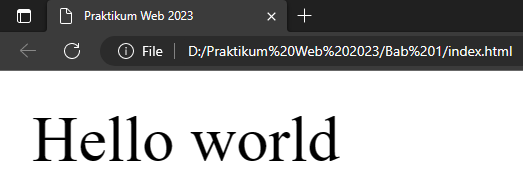 Praktikum Web 2023
File D:/Praktikum%20Web%202023/Bab%201/index.html
Hello world